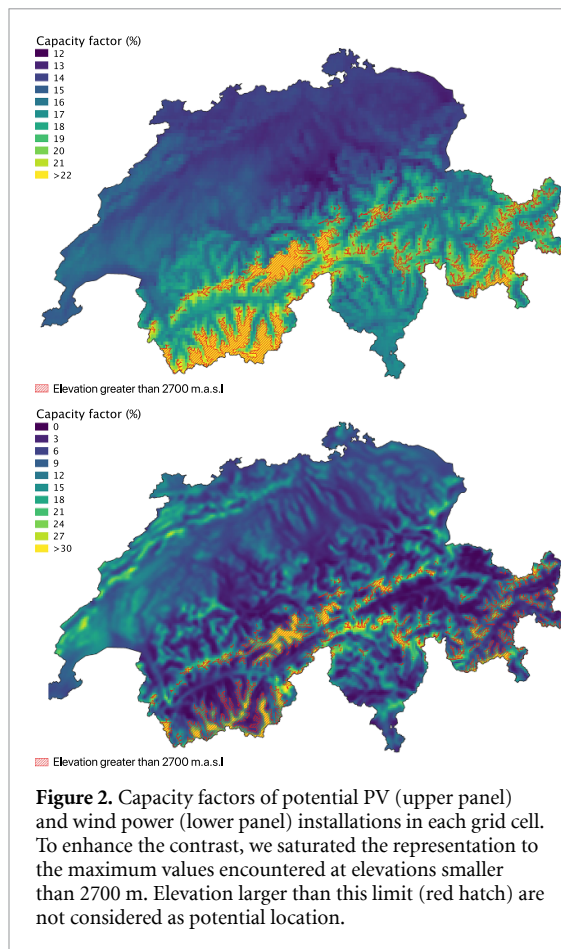 Capacity factor (%)
12
13
14
15
16
17
18
19
20
21
>22
Elevation greater than 2700 m.a.s.l
Capacity factor (%)
0
3
6
9
12
15
18
21
24
27
>30
Elevation greater than 2700 m.a.s.l
Figure 2. Capacity factors of potential PV (upper panel)
and wind power (lower panel) installations in each grid cell.
To enhance the contrast, we saturated the representation to
the maximum values encountered at elevations smaller
than 2700 m. Elevation larger than this limit (red hatch) are
not considered as potential location.